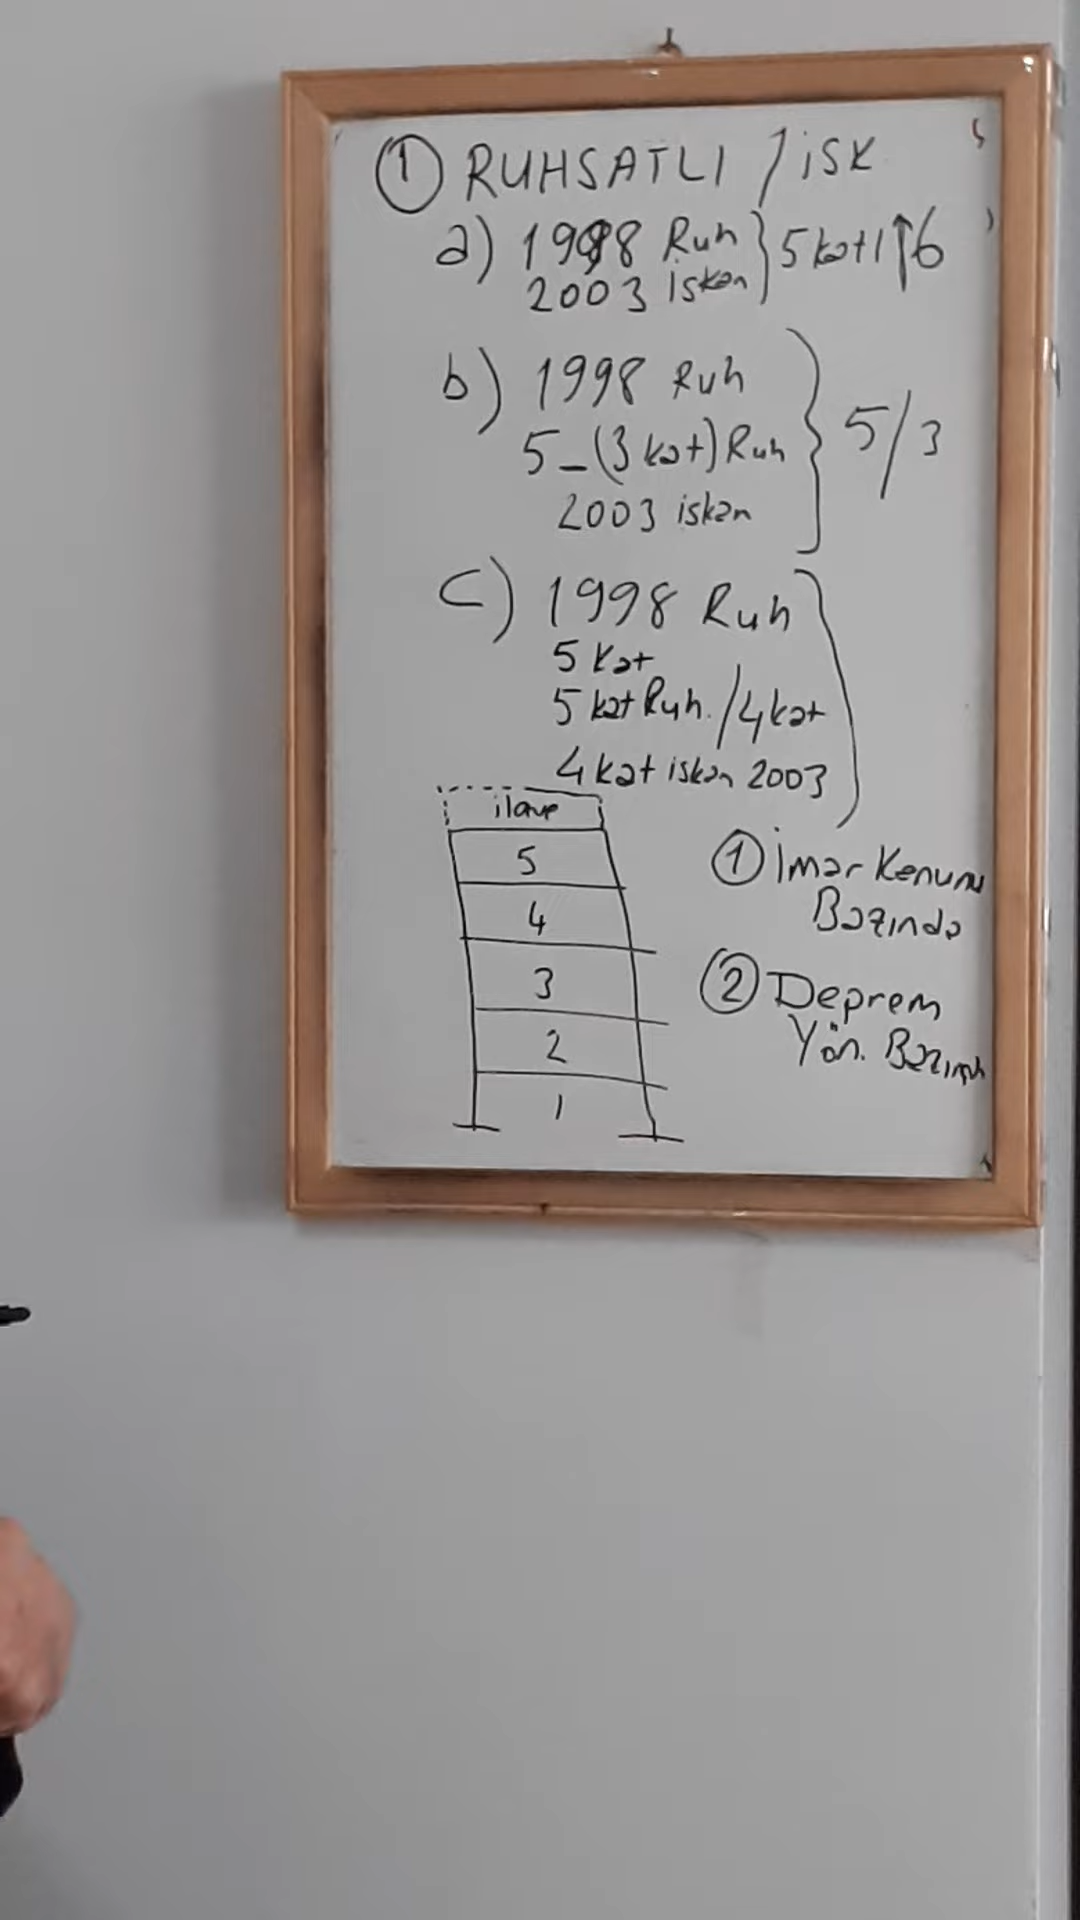 ① RUHSATLI / iSK
a) 1998 Ruh } 5 kat 1 ↑ 6
2003 iskan
b) 1998 Ruh
5-(3 kat) Ruh } 5/3
2003 iskan
c) 1998 Ruh
5 kat
5 kat Ruh. / 4 kat
4 kat iskan 2003
ilave
5
4
3
2
1
① İmar Kanunu
Bazında
② Deprem
Yön. Bazında